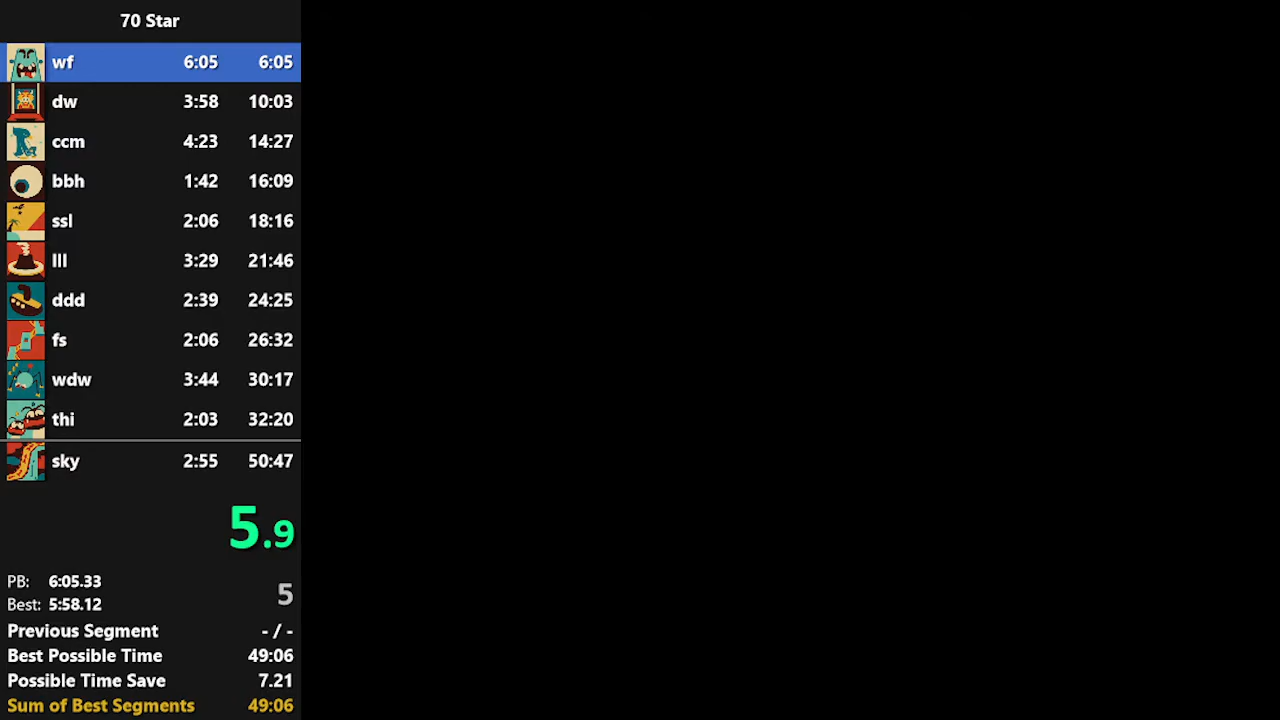 70 Star
wf 6:05 6:05
dw 3:58 10:03
ccm 4:23 14:27
bbh 1:42 16:09
ssl 2:06 18:16
lll 3:29 21:46
ddd 2:39 24:25
fs 2:06 26:32
wdw 3:44 30:17
thi 2:03 32:20
sky 2:55 50:47
5.9
PB: 6:05.33
5
Best: 5:58.12
Previous Segment - / -
Best Possible Time 49:06
Possible Time Save 7.21
Sum of Best Segments 49:06